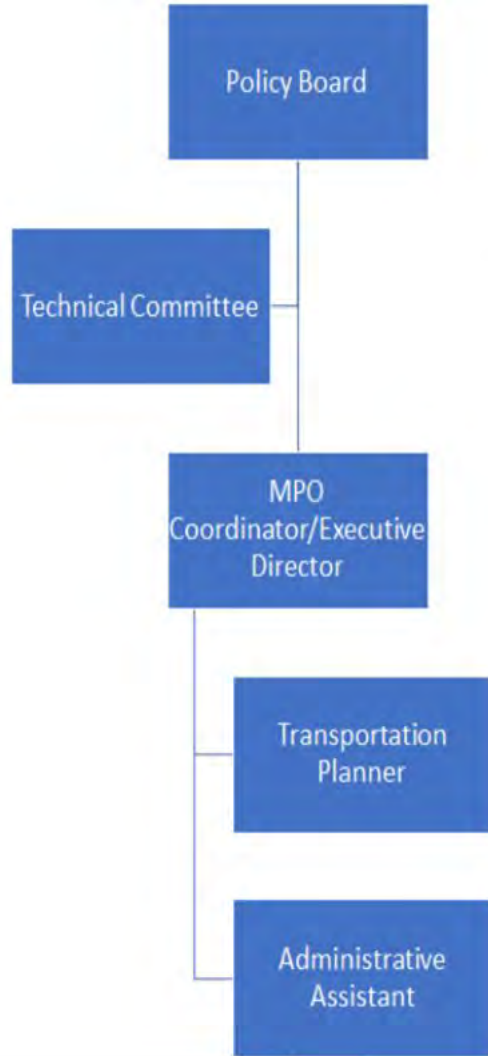 Policy Board
Technical Committee
MPO
Coordinator/Executive
Director
Transportation
Planner
Administrative
Assistant